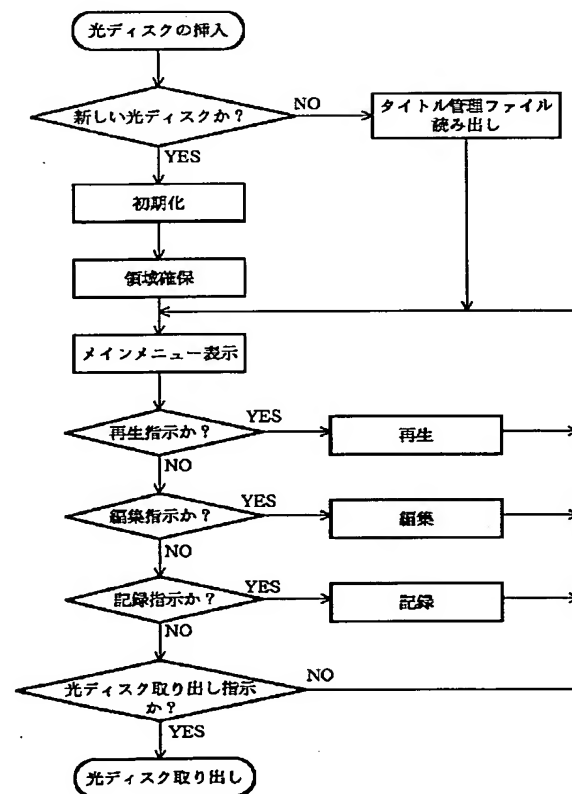 光ディスクの挿入
新しい光ディスクか？
NO
タイトル管理ファイル
読み出し
YES
初期化
領域確保
メインメニュー表示
再生指示か？
YES
再生
NO
編集指示か？
YES
編集
NO
記録指示か？
YES
記録
NO
光ディスク取り出し指示
か？
NO
YES
光ディスク取り出し